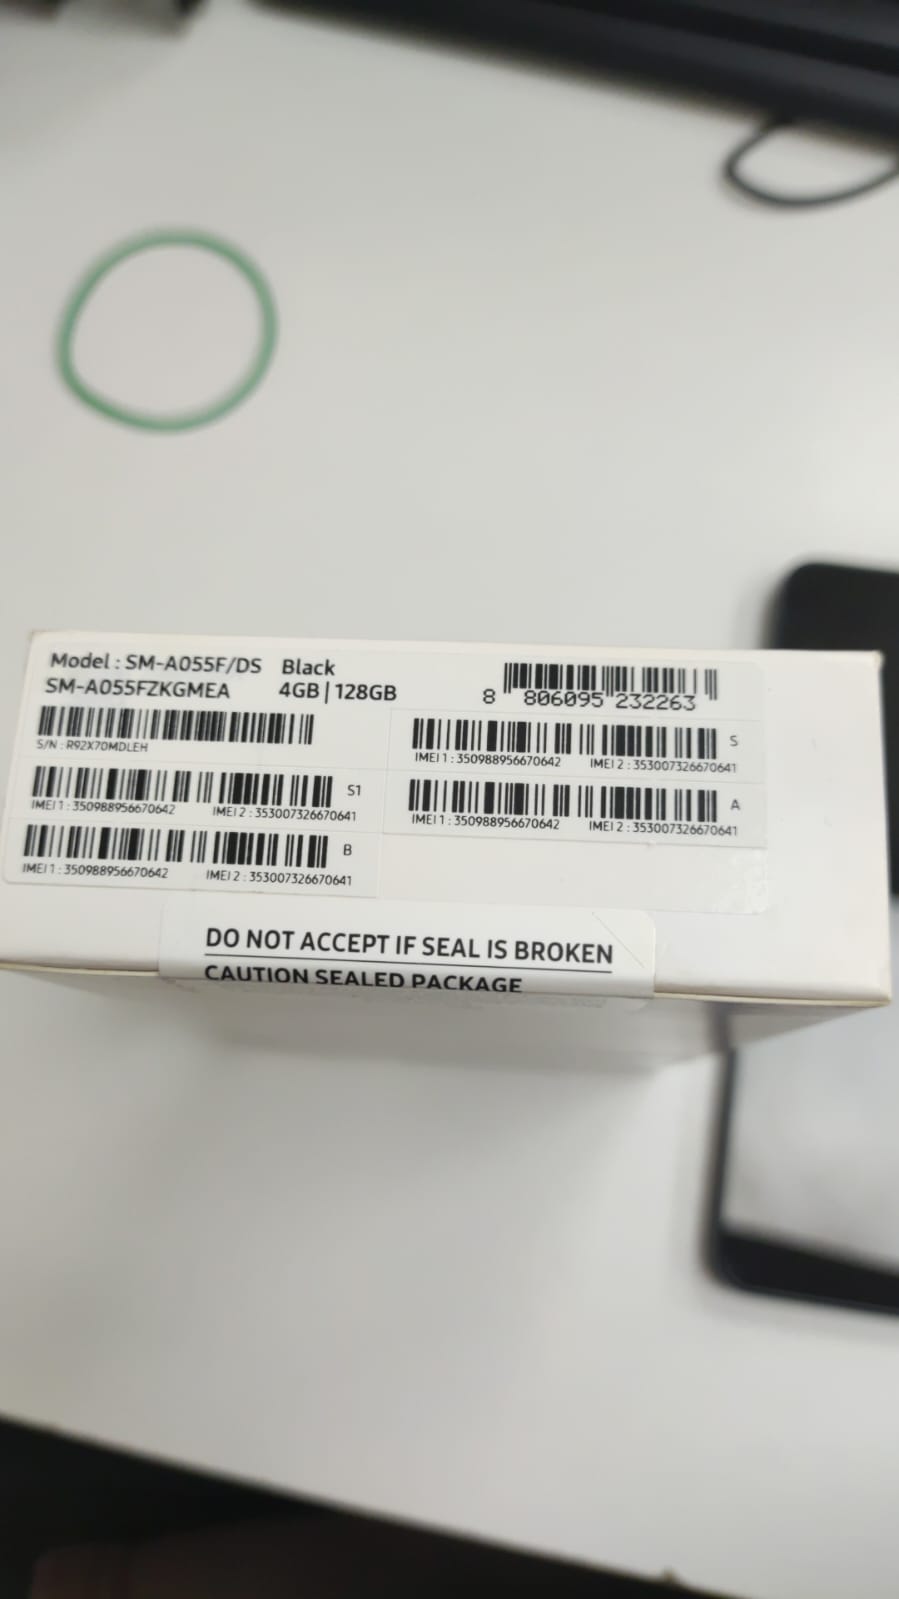 Model : SM-A055F/DS Black
SM-A055FZKGMEA 4GB | 128GB
8 806095 232263
S/N : R92X70MDLEH
IMEI 1 : 350988956670642 IMEI 2 : 353007326670641 S
IMEI 1 : 350988956670642 IMEI 2 : 353007326670641 S1
IMEI 1 : 350988956670642 IMEI 2 : 353007326670641 A
IMEI 1 : 350988956670642 IMEI 2 : 353007326670641 B
DO NOT ACCEPT IF SEAL IS BROKEN
CAUTION SEALED PACKAGE